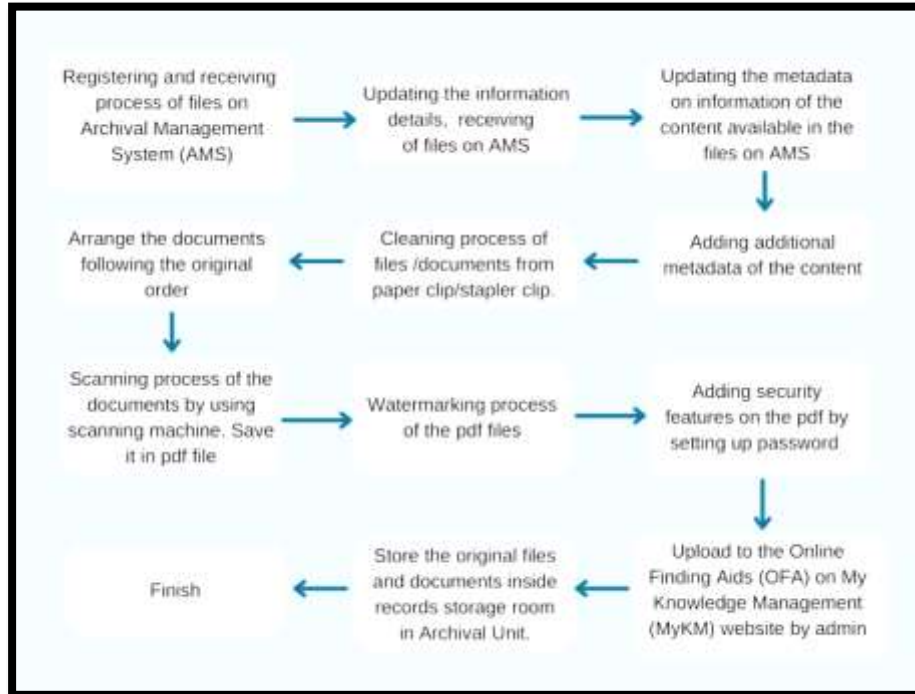 Registering and receiving
process of files on
Archival Management
System (AMS)
Updating the information
details, receiving
of files on AMS
Updating the metadata
on information of the
content available in the
files on AMS
Adding additional
metadata of the content
Cleaning process of
files /documents from
paper clip/stapler clip.
Arrange the documents
following the original
order
Scanning process of the
documents by using
scanning machine. Save
it in pdf file
Watermarking process
of the pdf files
Adding security
features on the pdf by
setting up password
Upload to the Online
Finding Aids (OFA) on My
Knowledge Management
(MyKM) website by admin
Store the original files
and documents inside
records storage room
in Archival Unit.
Finish